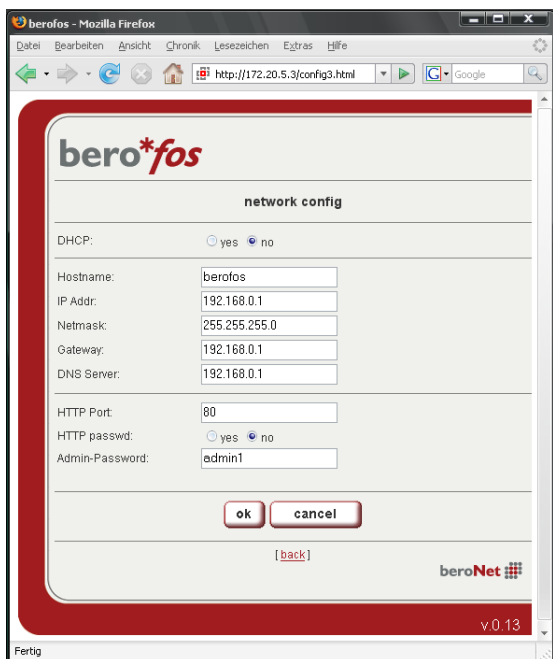 berofos - Mozilla Firefox
Datei Bearbeiten Ansicht Chronik Lesezeichen Extras Hilfe
http://172.20.5.3/config3.html
G Google
bero*fos
network config
DHCP: yes no
Hostname: berofos
IP Addr: 192.168.0.1
Netmask: 255.255.255.0
Gateway: 192.168.0.1
DNS Server: 192.168.0.1
HTTP Port: 80
HTTP passwd: yes no
Admin-Password: admin1
ok cancel
[ back ]
beroNet
v.0.13
Fertig